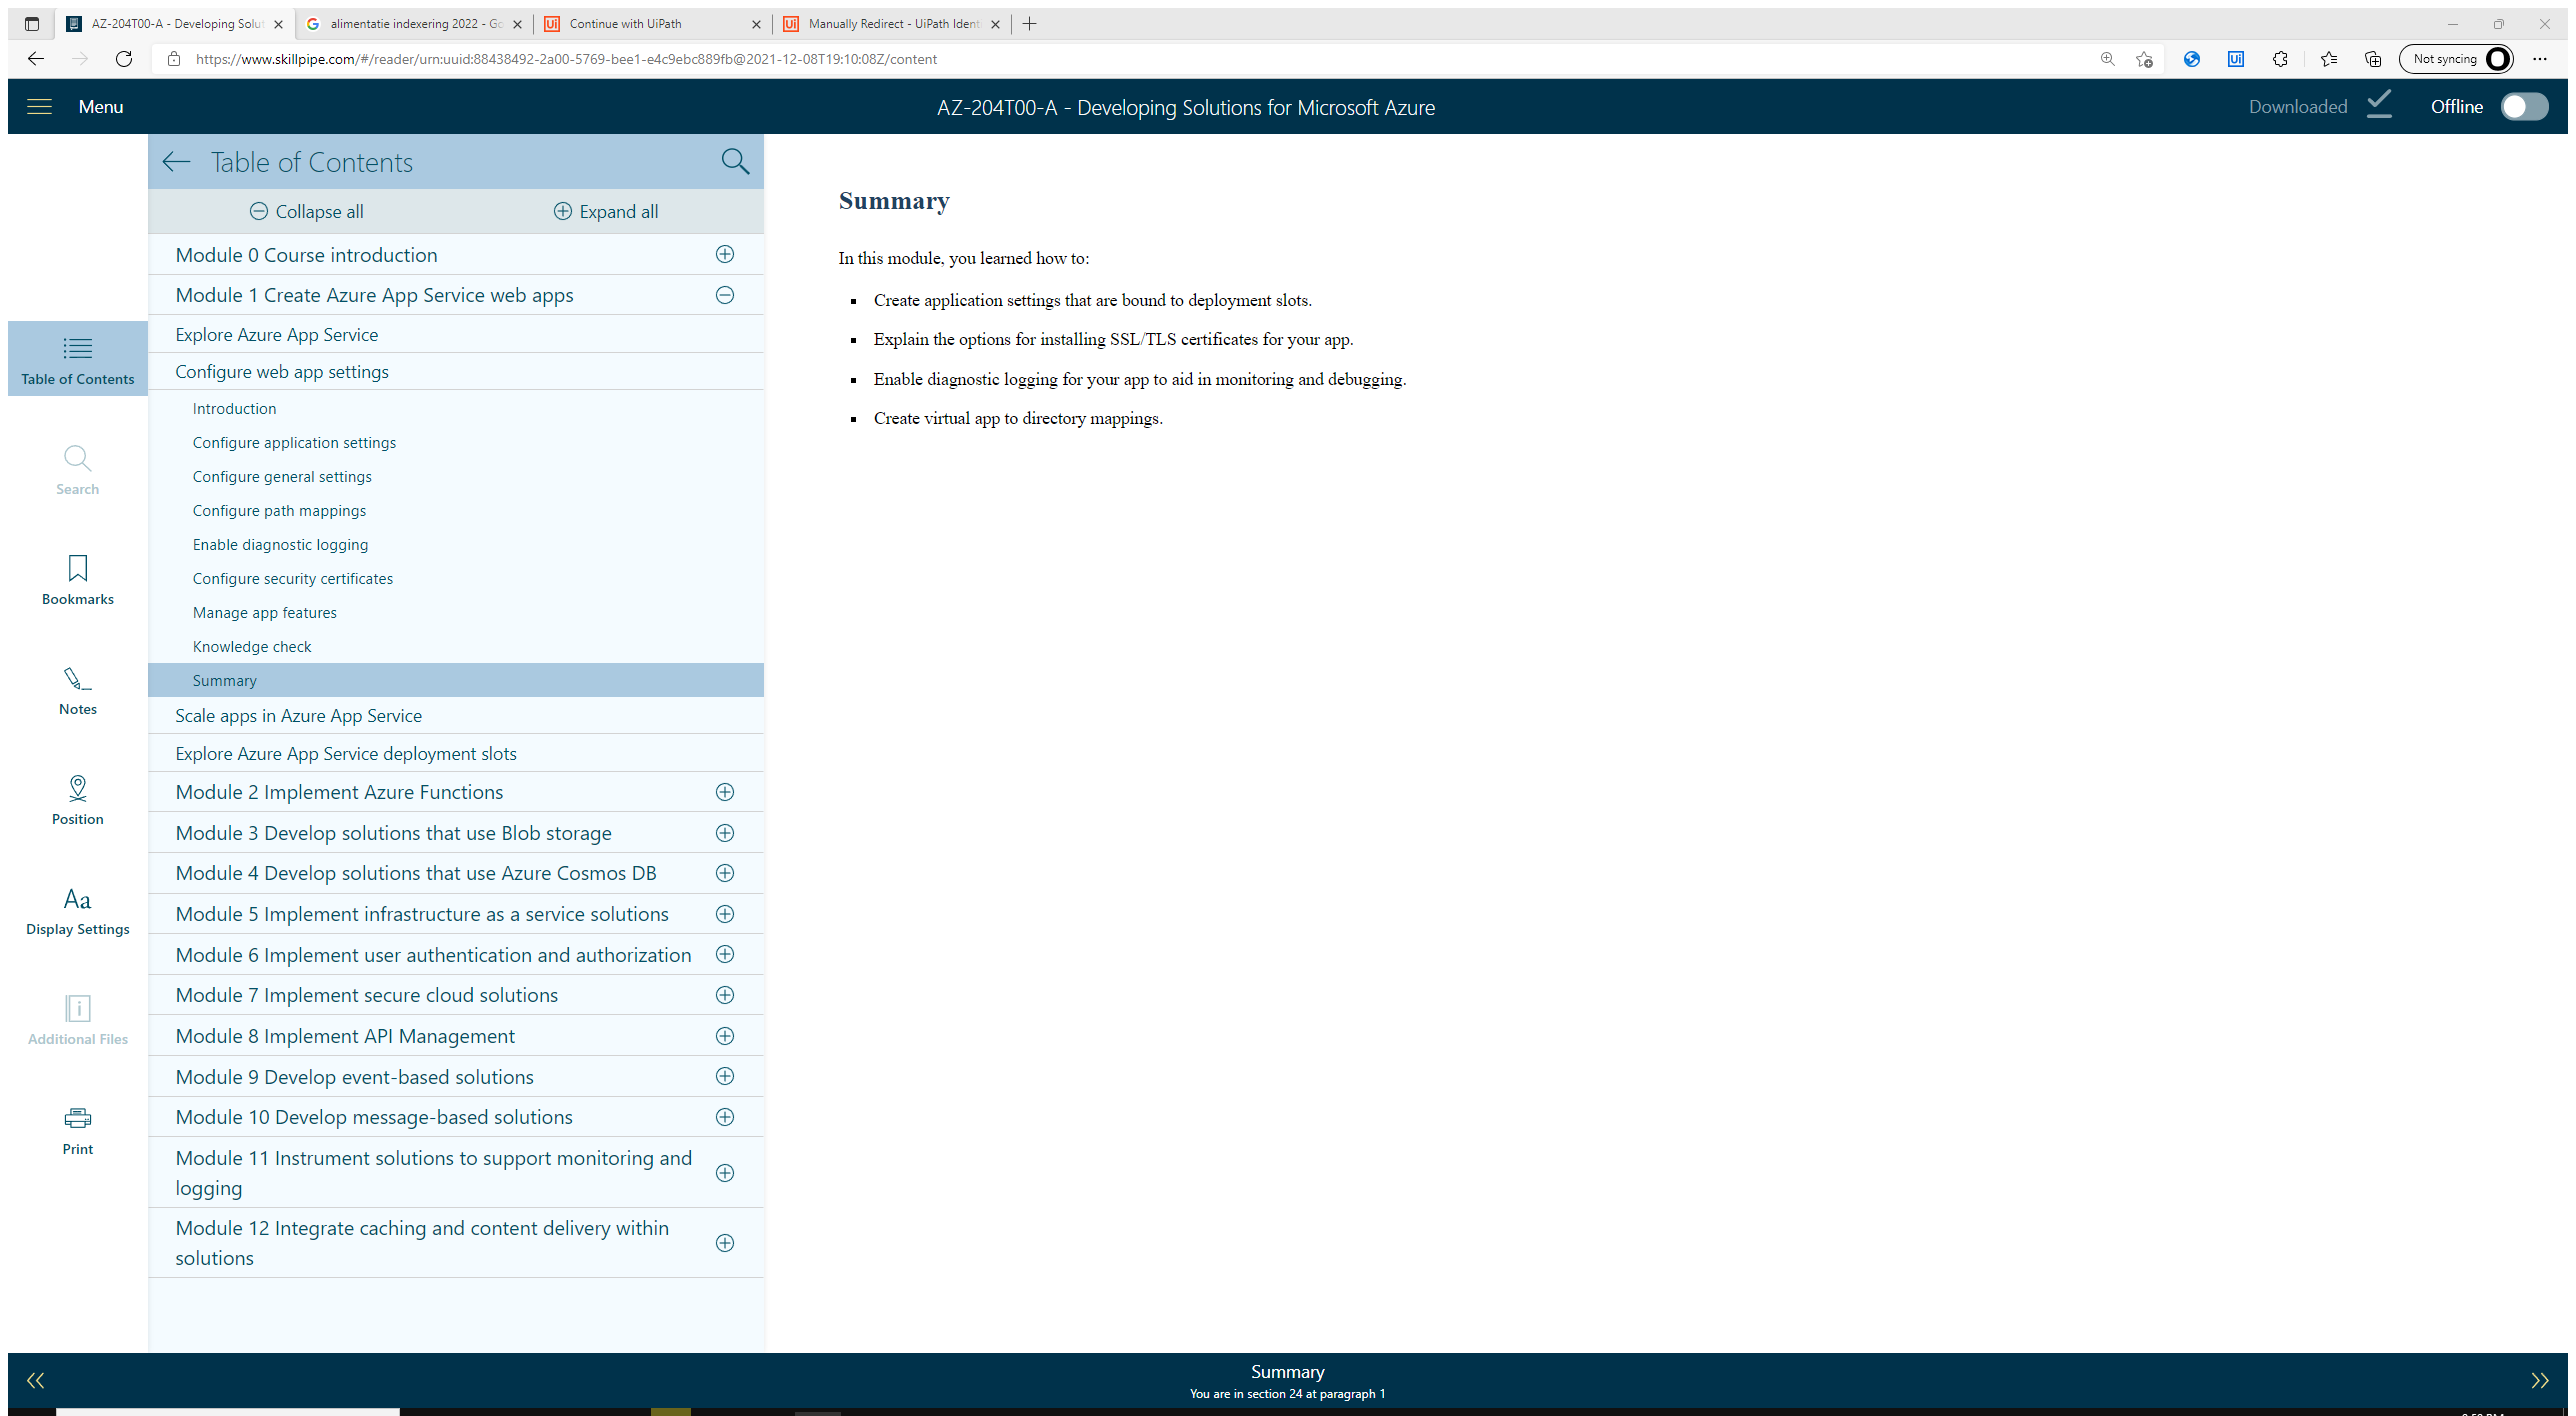 AZ-204T00-A - Developing Solut
alimentatie indexering 2022 - Go
Continue with UiPath
Manually Redirect - UiPath Ident
https://www.skillpipe.com/#/reader/urn:uuid:88438492-2a00-5769-bee1-e4c9ebc889fb@2021-12-08T19:10:08Z/content
Not syncing
Menu
AZ-204T00-A - Developing Solutions for Microsoft Azure
Downloaded
Offline
Table of Contents
Search
Bookmarks
Notes
Position
Aa
Display Settings
Additional Files
Print
Table of Contents
Collapse all
Expand all
Module 0 Course introduction
Module 1 Create Azure App Service web apps
Explore Azure App Service
Configure web app settings
Introduction
Configure application settings
Configure general settings
Configure path mappings
Enable diagnostic logging
Configure security certificates
Manage app features
Knowledge check
Summary
Scale apps in Azure App Service
Explore Azure App Service deployment slots
Module 2 Implement Azure Functions
Module 3 Develop solutions that use Blob storage
Module 4 Develop solutions that use Azure Cosmos DB
Module 5 Implement infrastructure as a service solutions
Module 6 Implement user authentication and authorization
Module 7 Implement secure cloud solutions
Module 8 Implement API Management
Module 9 Develop event-based solutions
Module 10 Develop message-based solutions
Module 11 Instrument solutions to support monitoring and
logging
Module 12 Integrate caching and content delivery within
solutions
Summary
In this module, you learned how to:
▪ Create application settings that are bound to deployment slots.
▪ Explain the options for installing SSL/TLS certificates for your app.
▪ Enable diagnostic logging for your app to aid in monitoring and debugging.
▪ Create virtual app to directory mappings.
Summary
You are in section 24 at paragraph 1